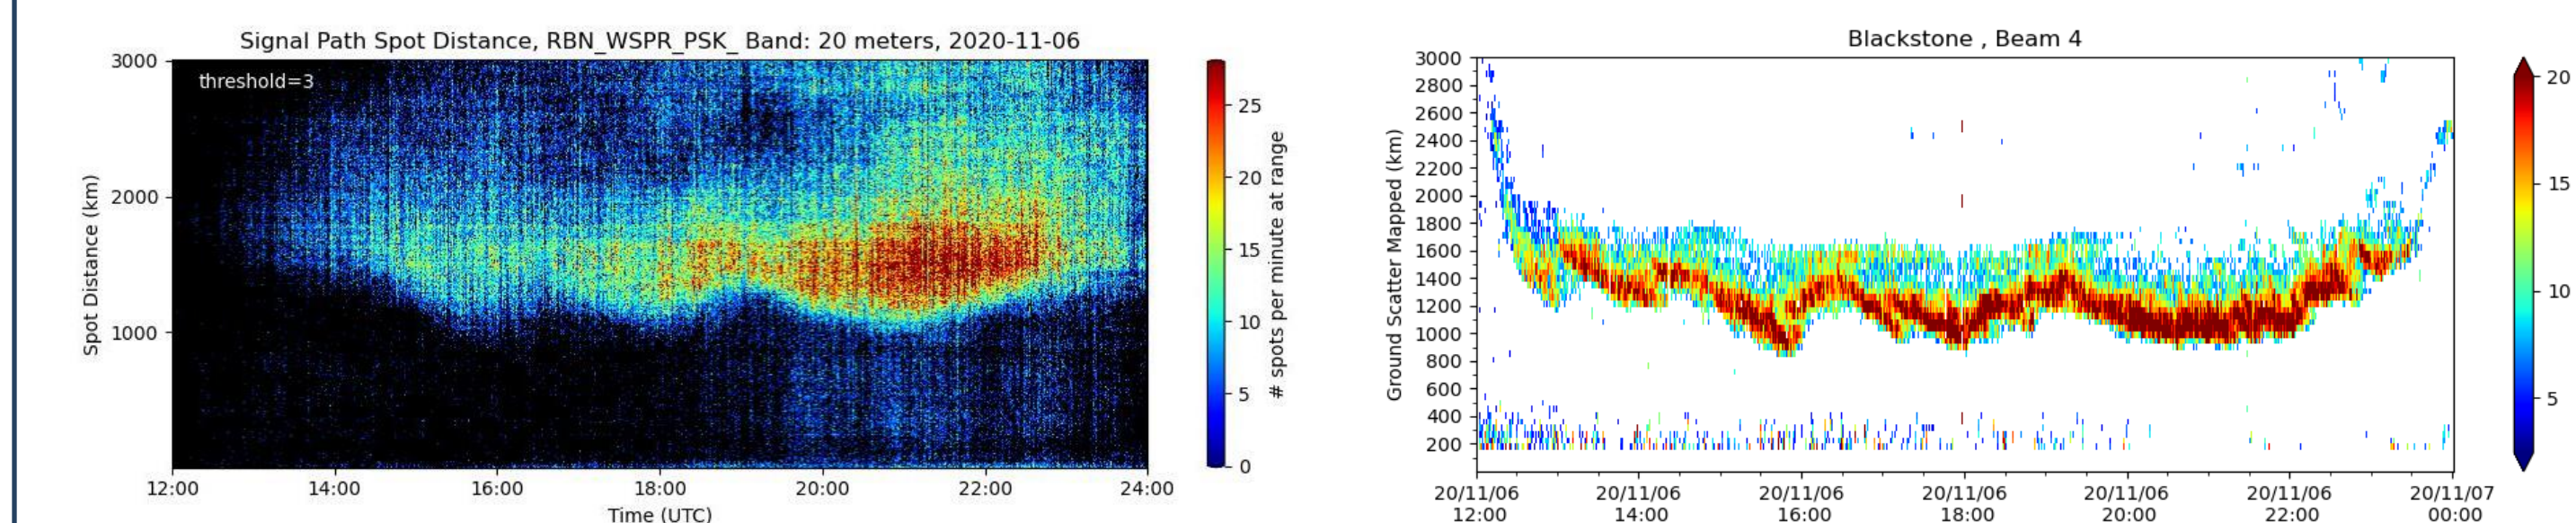 Signal Path Spot Distance, RBN_WSPR_PSK_ Band: 20 meters, 2020-11-06
threshold=3
Spot Distance (km)
3000
2000
1000
12:00 14:00 16:00 18:00 20:00 22:00 24:00
Time (UTC)
25
20
15
10
5
0
# spots per minute at range
Blackstone , Beam 4
Ground Scatter Mapped (km)
3000
2800
2600
2400
2200
2000
1800
1600
1400
1200
1000
800
600
400
200
20/11/06 20/11/06 20/11/06 20/11/06 20/11/06 20/11/06 20/11/07
12:00 14:00 16:00 18:00 20:00 22:00 00:00
20
15
10
5